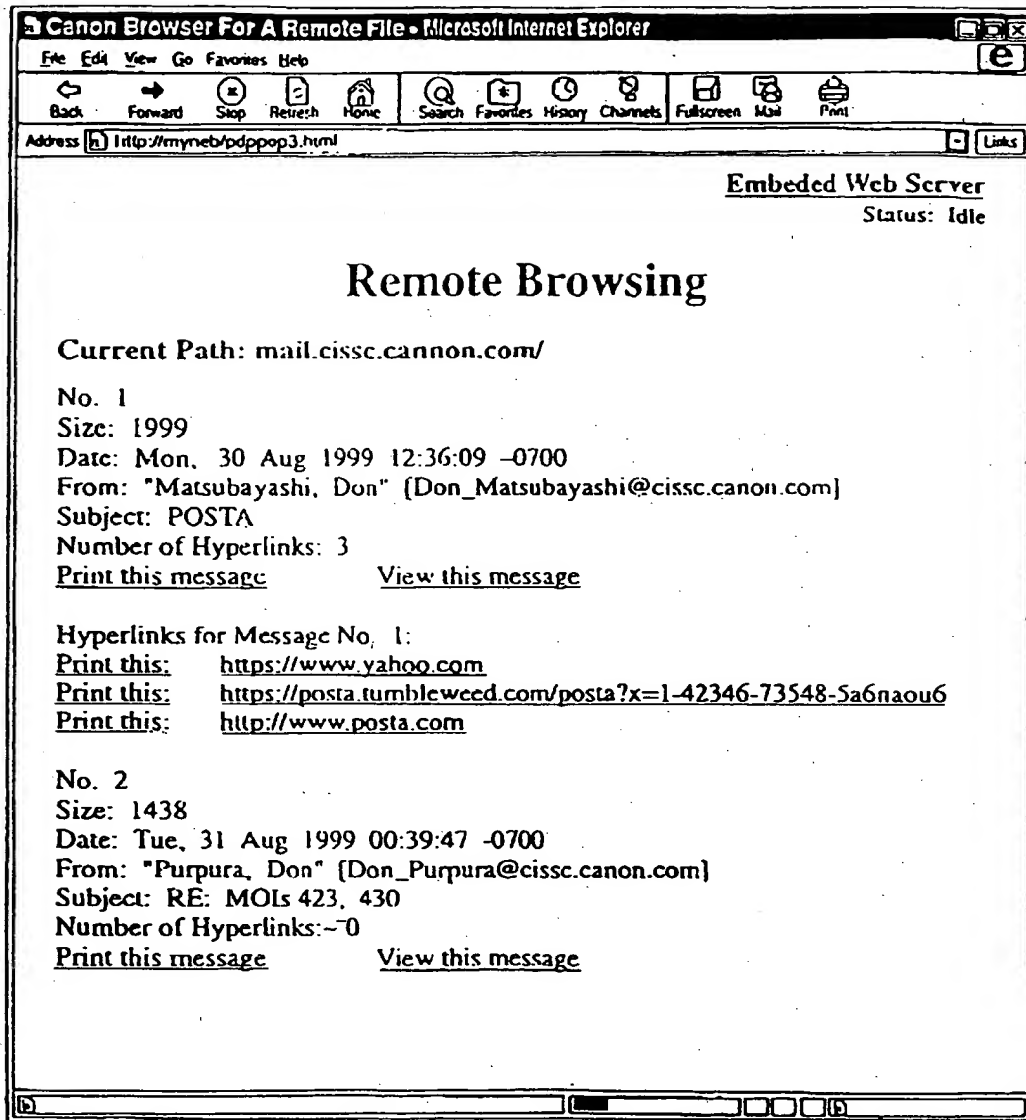 Canon Browser For A Remote File • Microsoft Internet Explorer
File Edit View Go Favorites Help
Back Forward Stop Refresh Home Search Favorites History Channels Fullscreen Mail Print
Address http://myneb/pdppop3.html Links
Embeded Web Server
Status: Idle
Remote Browsing
Current Path: mail.cissc.cannon.com/
No. 1
Size: 1999
Date: Mon, 30 Aug 1999 12:36:09 -0700
From: "Matsubayashi, Don" [Don_Matsubayashi@cissc.canon.com]
Subject: POSTA
Number of Hyperlinks: 3
Print this message View this message
Hyperlinks for Message No. 1:
Print this: https://www.yahoo.com
Print this: https://posta.tumbleweed.com/posta?x=1-42346-73548-5a6naou6
Print this: http://www.posta.com
No. 2
Size: 1438
Date: Tue, 31 Aug 1999 00:39:47 -0700
From: "Purpura, Don" [Don_Purpura@cissc.canon.com]
Subject: RE: MOIs 423, 430
Number of Hyperlinks:~0
Print this message View this message